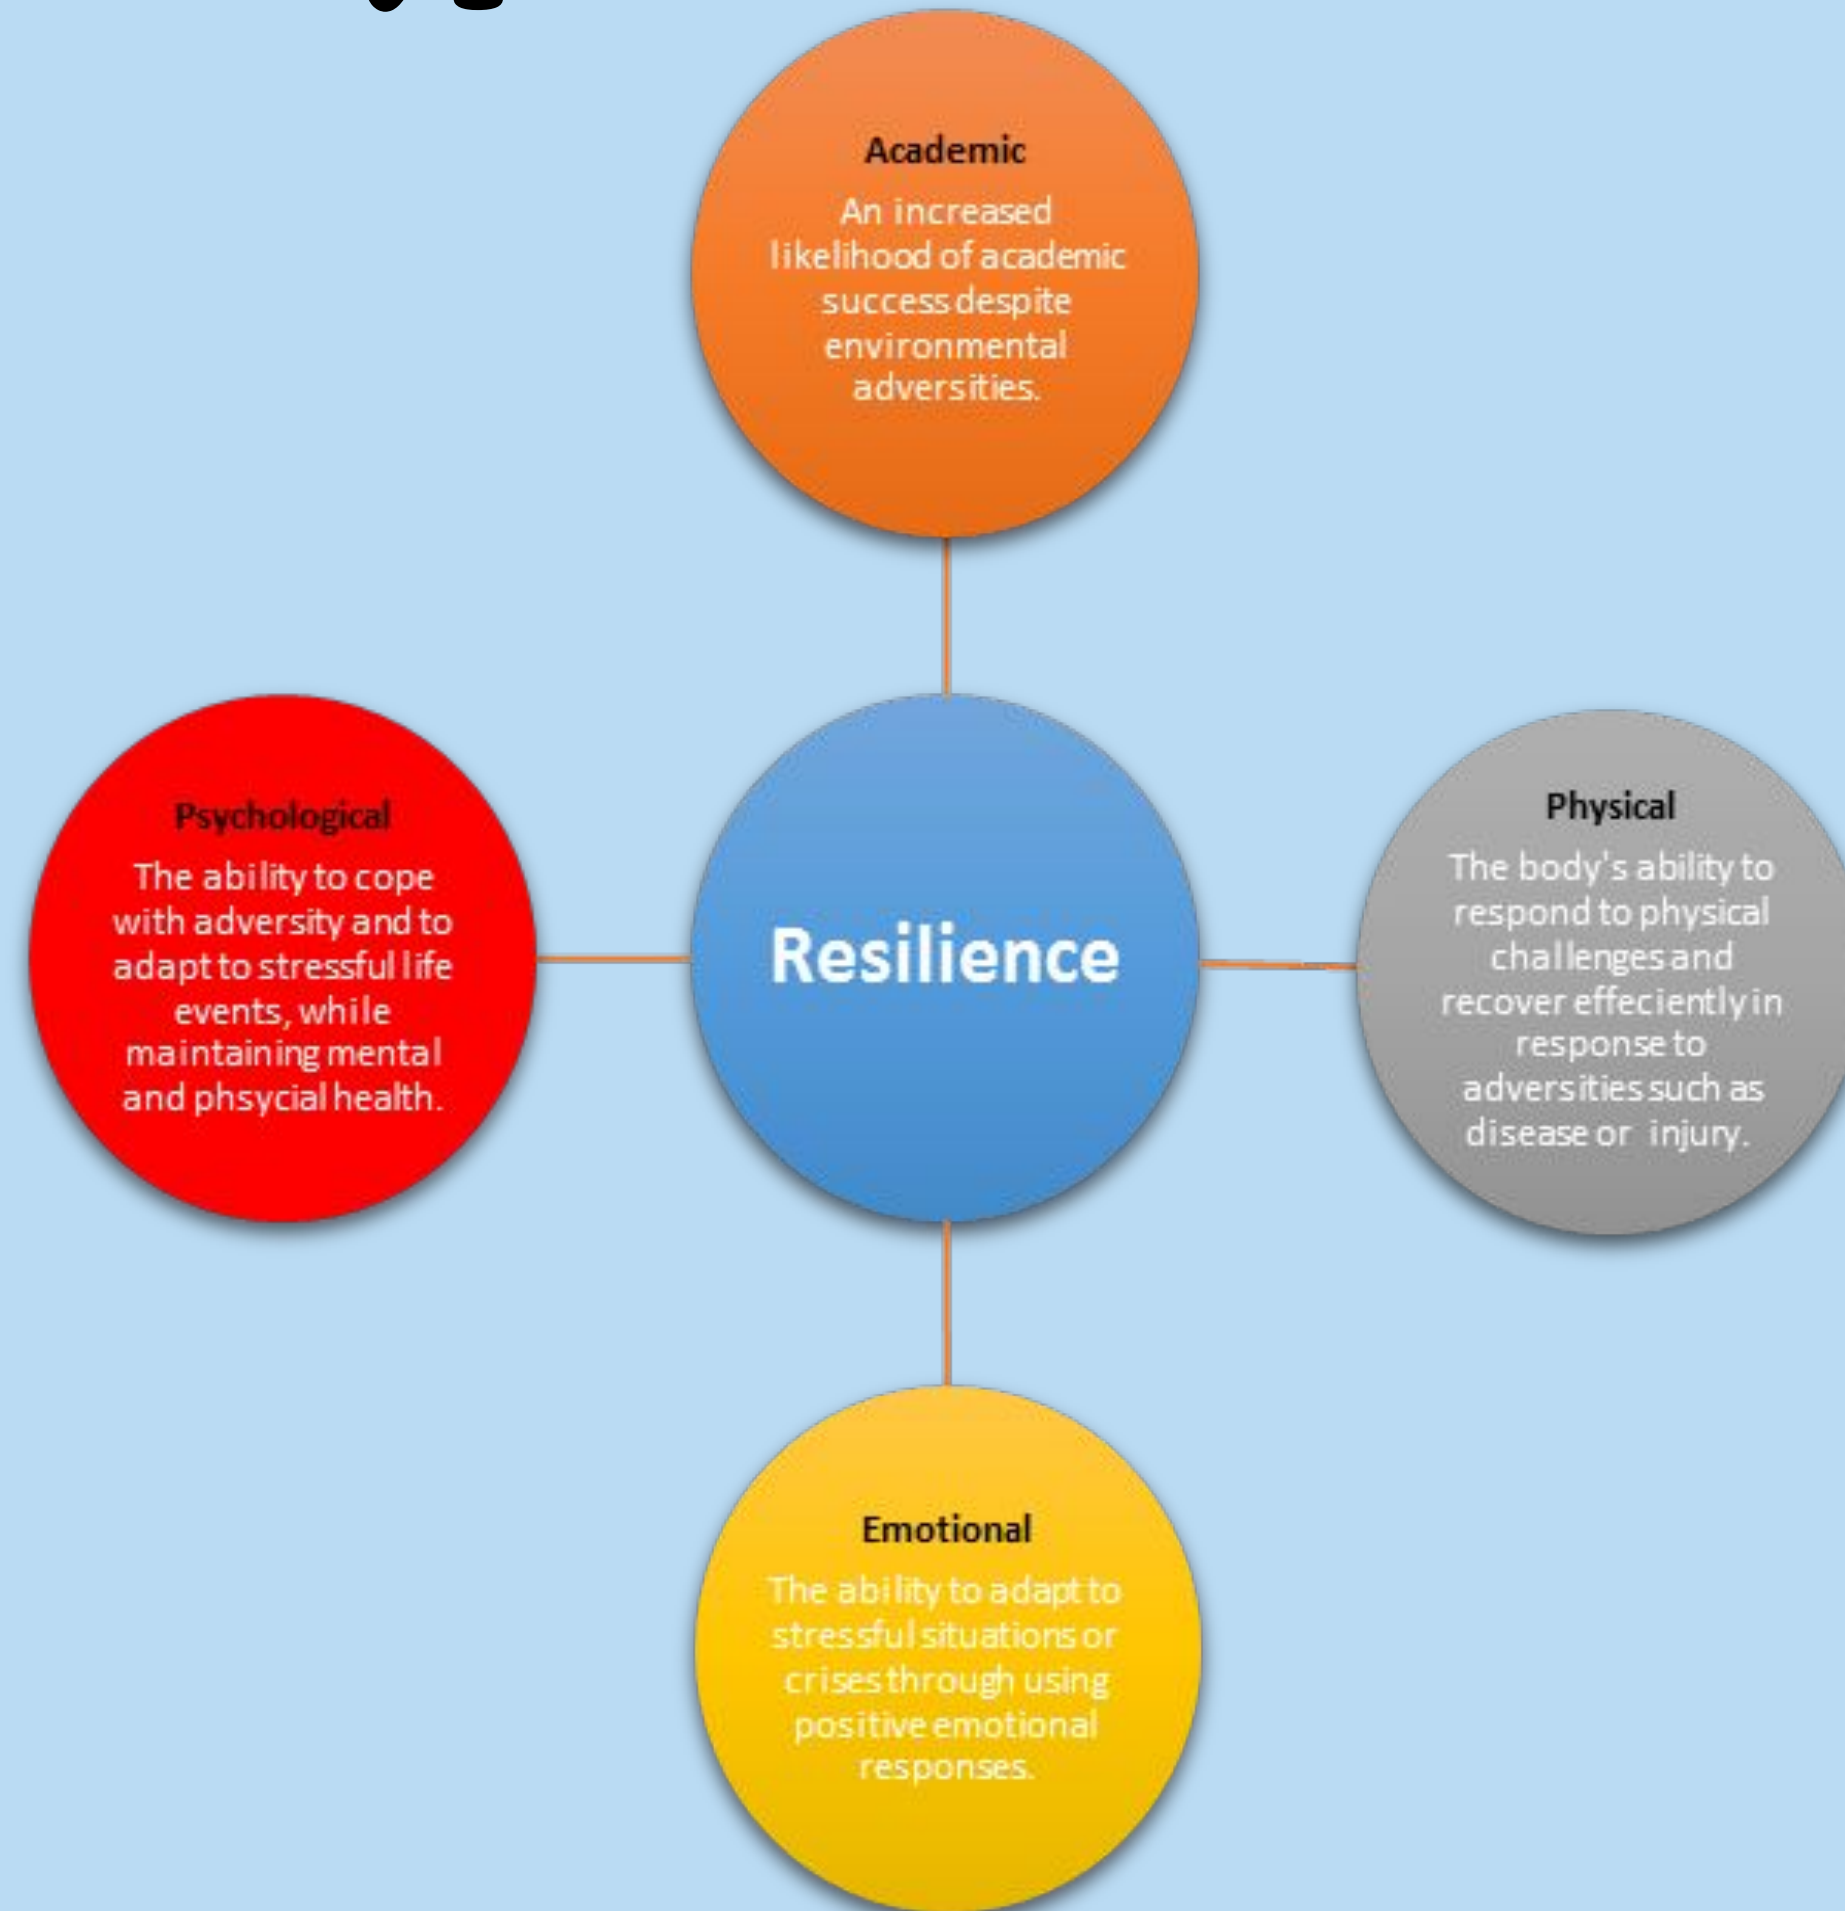 Academic
An increased
likelihood of academic
success despite
environmental
adversities.
Psychological
The ability to cope
with adversity and to
adapt to stressful life
events, while
maintaining mental
and phsycial health.
Resilience
Physical
The body's ability to
respond to physical
challenges and
recover effeciently in
response to
adversities such as
disease or injury.
Emotional
The ability to adapt to
stressful situations or
crises through using
positive emotional
responses.